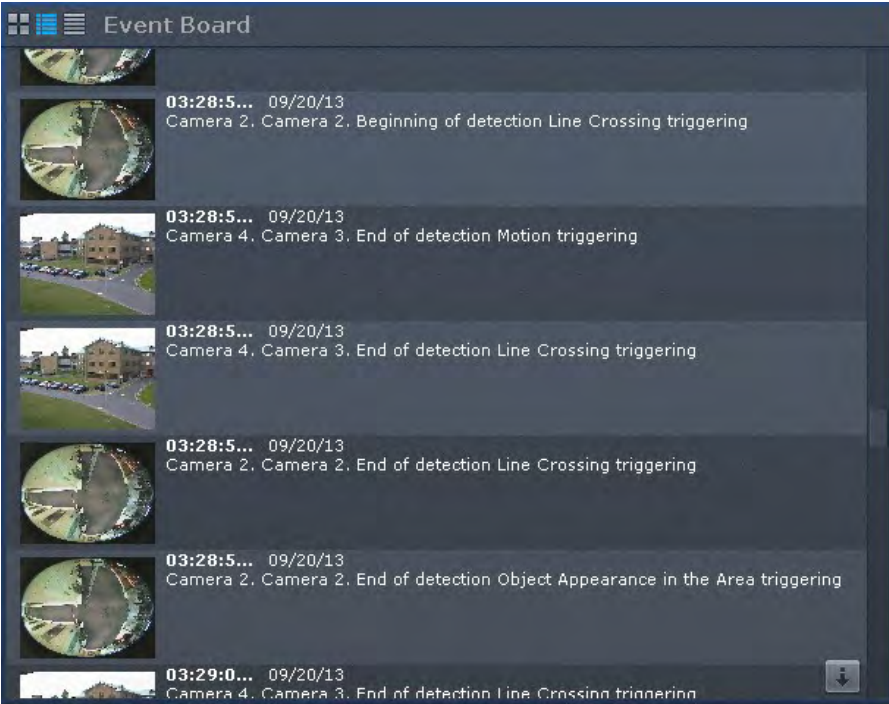 Event Board
03:28:5... 09/20/13
Camera 2. Camera 2. Beginning of detection Line Crossing triggering
03:28:5... 09/20/13
Camera 4. Camera 3. End of detection Motion triggering
03:28:5... 09/20/13
Camera 4. Camera 3. End of detection Line Crossing triggering
03:28:5... 09/20/13
Camera 2. Camera 2. End of detection Line Crossing triggering
03:28:5... 09/20/13
Camera 2. Camera 2. End of detection Object Appearance in the Area triggering
03:29:0... 09/20/13
Camera 4. Camera 3. End of detection Line Crossing triggering